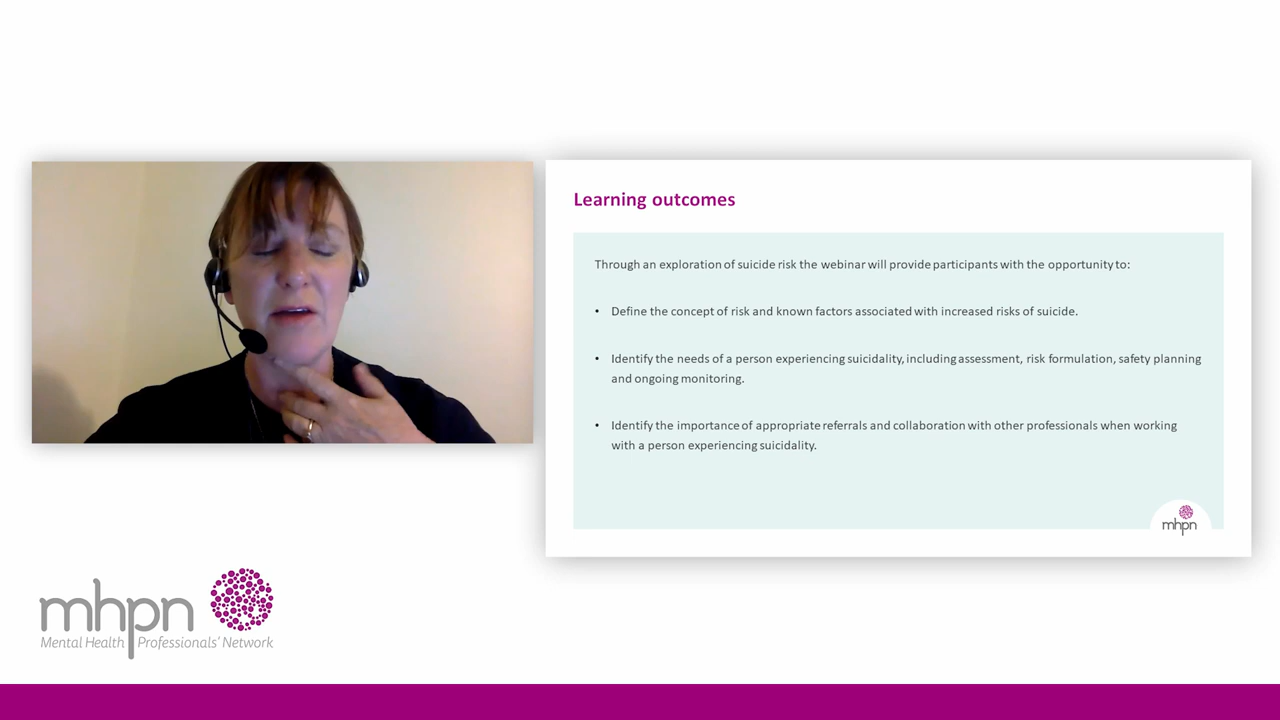 Learning outcomes
Through an exploration of suicide risk the webinar will provide participants with the opportunity to:
• Define the concept of risk and known factors associated with increased risks of suicide.
• Identify the needs of a person experiencing suicidality, including assessment, risk formulation, safety planning
and ongoing monitoring.
• Identify the importance of appropriate referrals and collaboration with other professionals when working
with a person experiencing suicidality.
mhpn
mhpn
Mental Health Professionals' Network